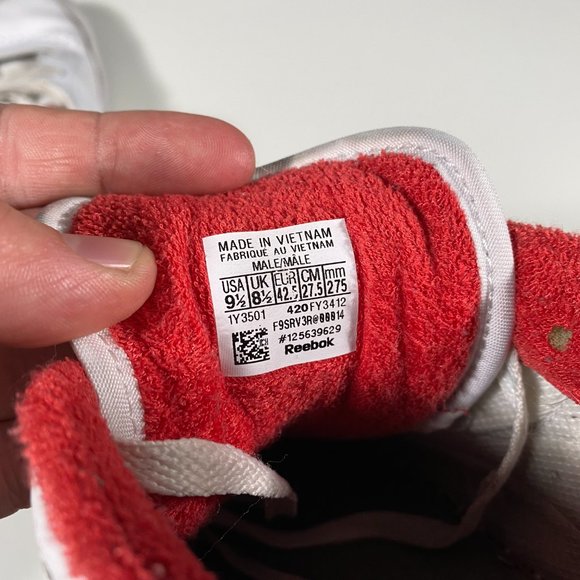 MADE IN VIETNAM
FABRIQUE AU VIETNAM
MALE/MÂLE
USA UK EUR CM mm
9½ 8½ 42.5 27.5 275
1Y3501 420 FY3412
F9SRV3R@00014
#125639629
Reebok